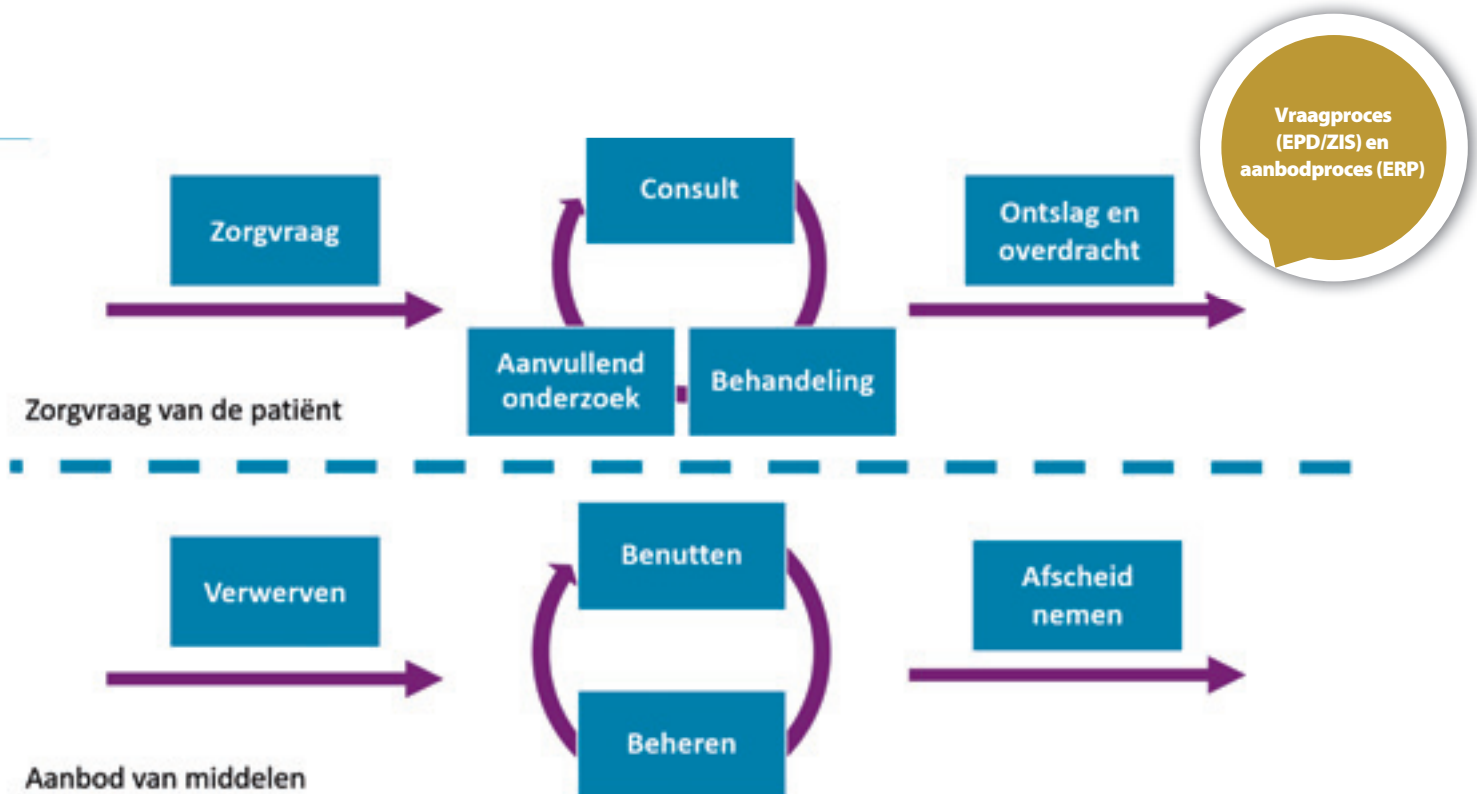 Vraagproces
(EPD/ZIS) en
aanbodproces (ERP)
Zorgvraag
Consult
Ontslag en
overdracht
Aanvullend
onderzoek
Behandeling
Zorgvraag van de patiënt
Verwerven
Benutten
Afscheid
nemen
Beheren
Aanbod van middelen